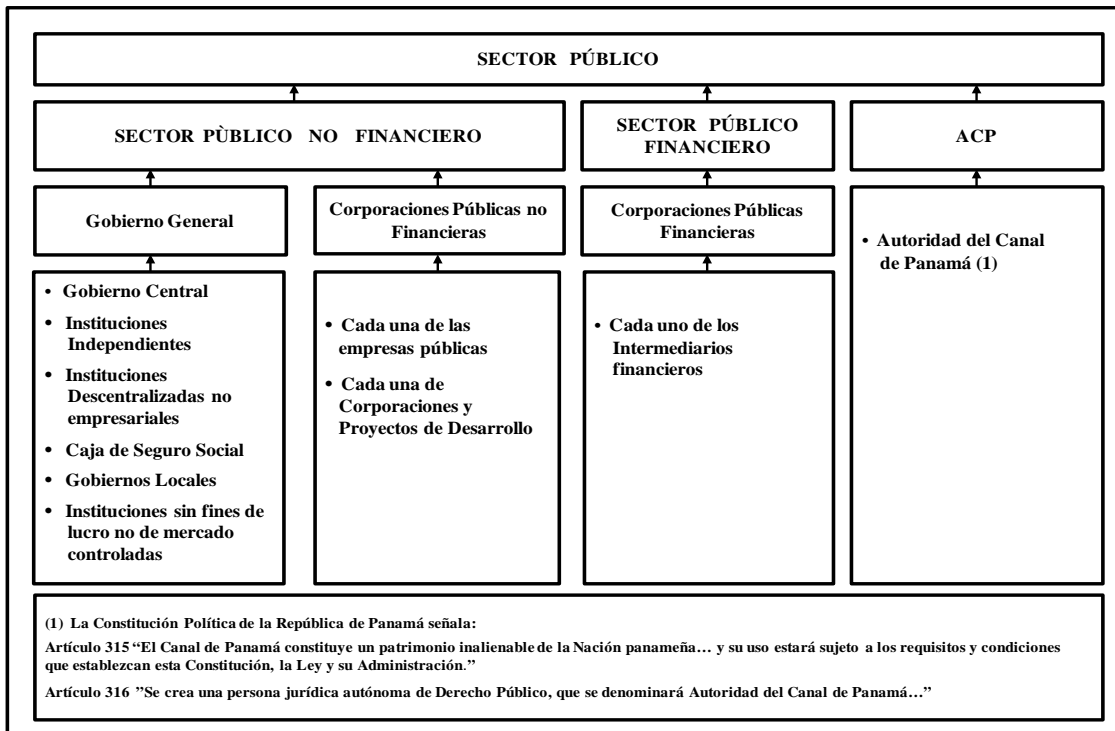 SECTOR PÚBLICO
SECTOR PÙBLICO NO FINANCIERO
SECTOR PÚBLICO
FINANCIERO
ACP
Gobierno General
Corporaciones Públicas no
Financieras
Corporaciones Públicas
Financieras
• Gobierno Central
• Instituciones
Independientes
• Instituciones
Descentralizadas no
empresariales
• Caja de Seguro Social
• Gobiernos Locales
• Instituciones sin fines de
lucro no de mercado
controladas
• Cada una de las
empresas públicas
• Cada una de
Corporaciones y
Proyectos de Desarrollo
• Cada uno de los
Intermediarios
financieros
• Autoridad del Canal
de Panamá (1)
(1) La Constitución Política de la República de Panamá señala:
Artículo 315 “El Canal de Panamá constituye un patrimonio inalienable de la Nación panameña… y su uso estará sujeto a los requisitos y condiciones
que establezcan esta Constitución, la Ley y su Administración.”
Artículo 316 ”Se crea una persona jurídica autónoma de Derecho Público, que se denominará Autoridad del Canal de Panamá…”